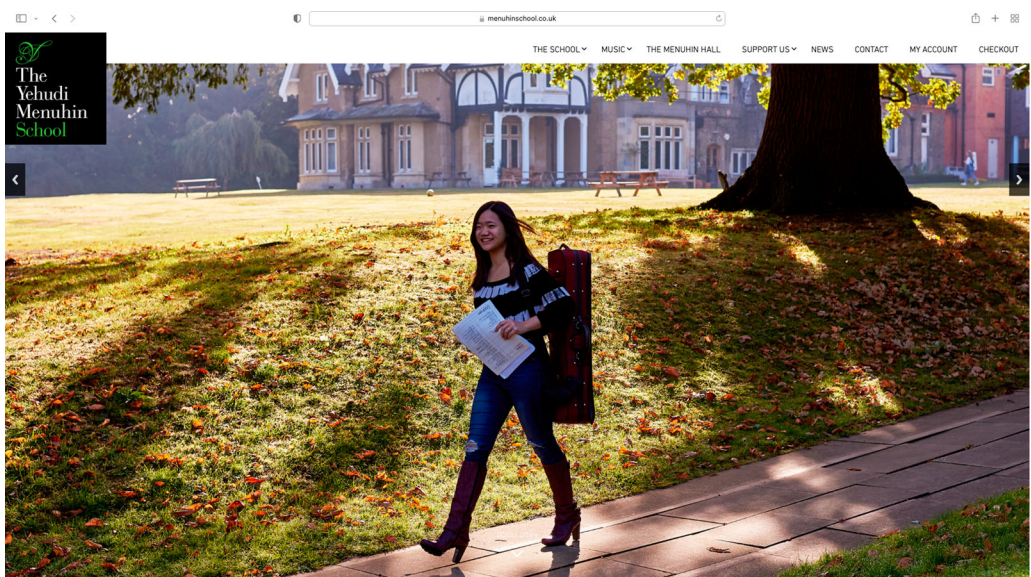 menuhinschool.co.uk
THE SCHOOL
MUSIC
THE MENUHIN HALL
SUPPORT US
NEWS
CONTACT
MY ACCOUNT
CHECKOUT
The
Yehudi
Menuhin
School